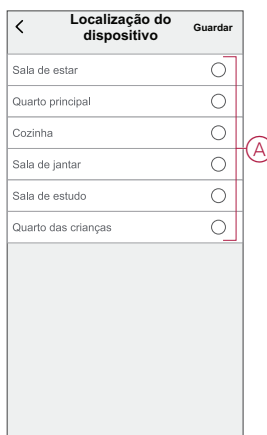 Localização do
dispositivo
Guardar
Sala de estar
Quarto principal
Cozinha
Sala de jantar
Sala de estudo
Quarto das crianças
A